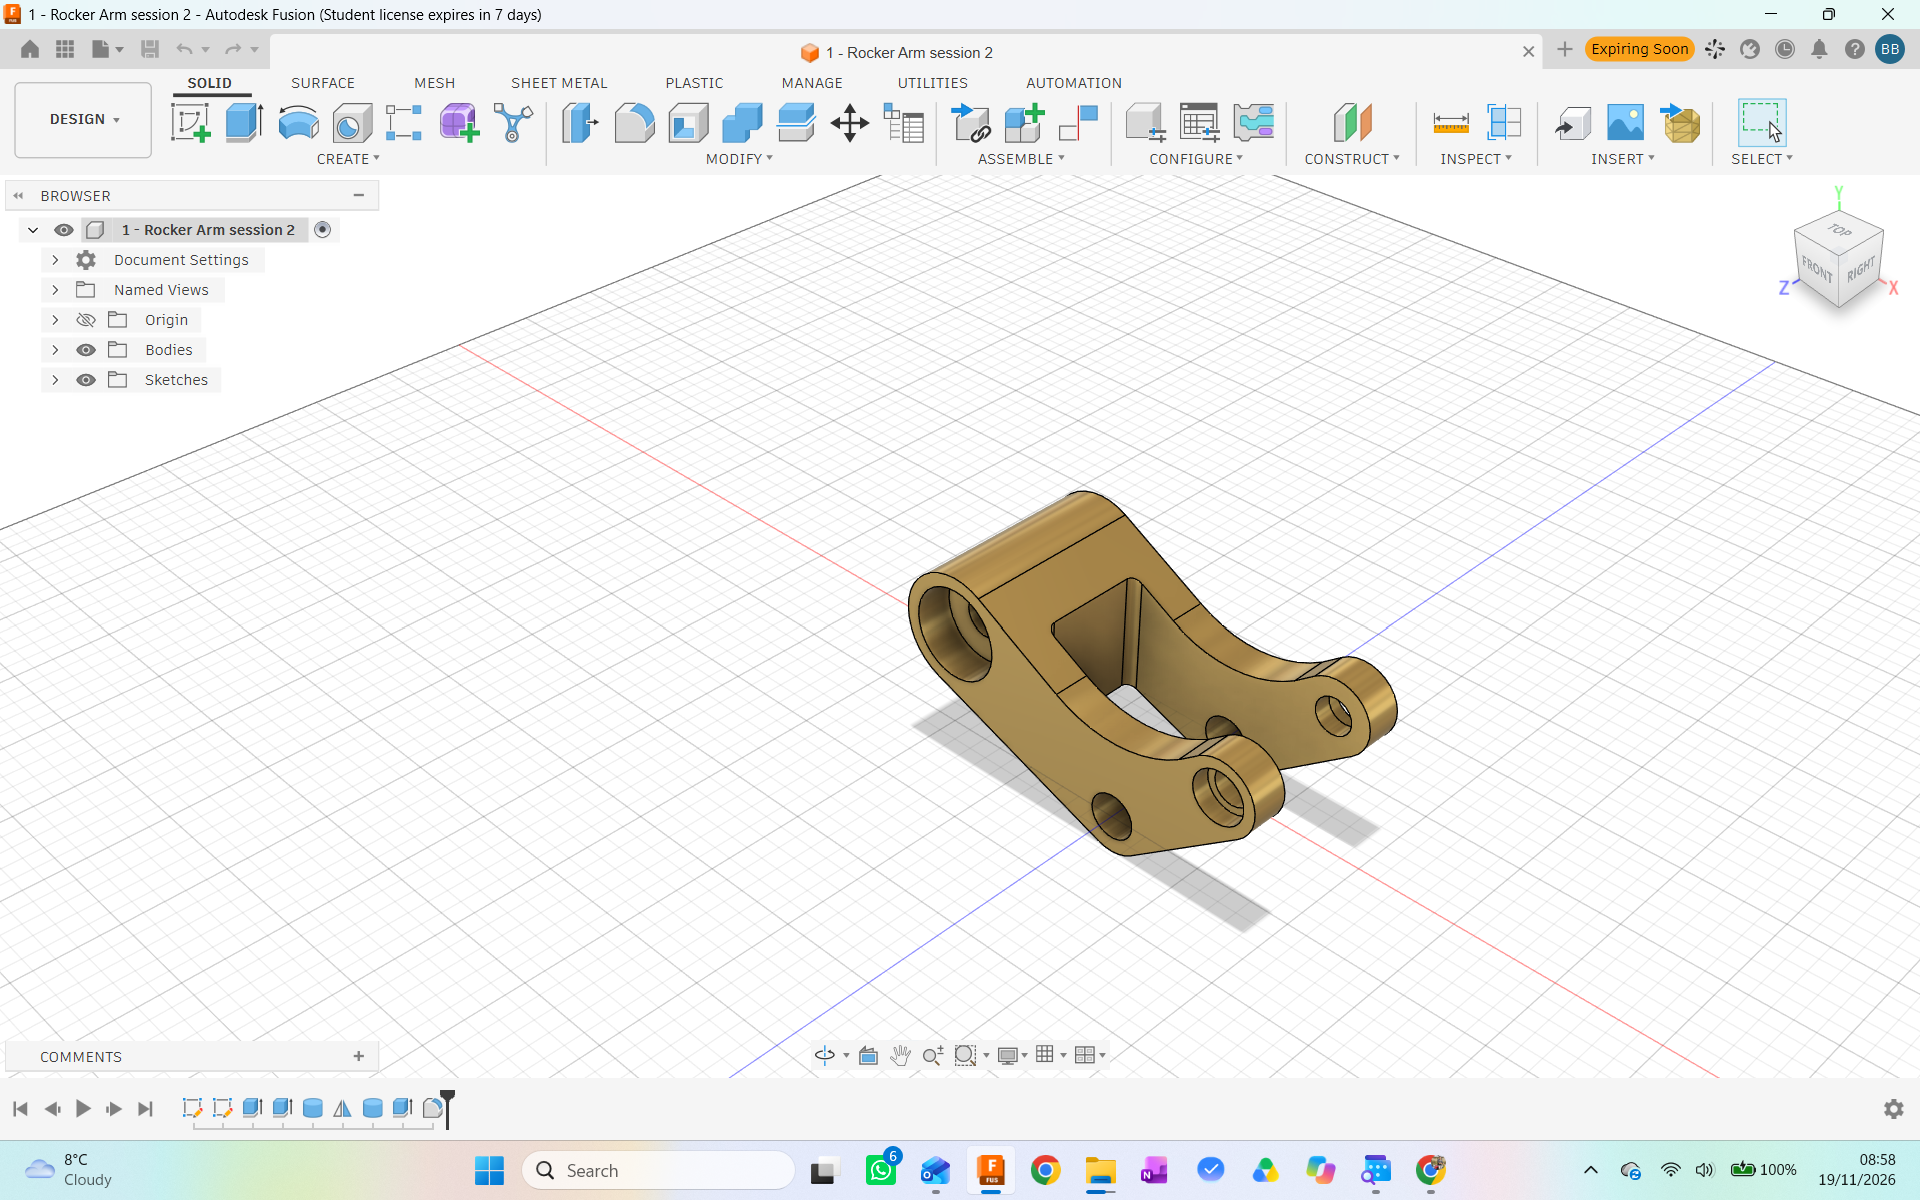 1 - Rocker Arm session 2 - Autodesk Fusion (Student license expires in 7 days)
1 - Rocker Arm session 2
Expiring Soon
BB
SOLID
SURFACE
MESH
SHEET METAL
PLASTIC
MANAGE
UTILITIES
AUTOMATION
DESIGN
CREATE
MODIFY
ASSEMBLE
CONFIGURE
CONSTRUCT
INSPECT
INSERT
SELECT
BROWSER
1 - Rocker Arm session 2
Document Settings
Named Views
Origin
Bodies
Sketches
Y
TOP
FRONT
RIGHT
Z
X
COMMENTS
8°C
Cloudy
Search
6
F
FUS
100%
08:58
19/11/2026